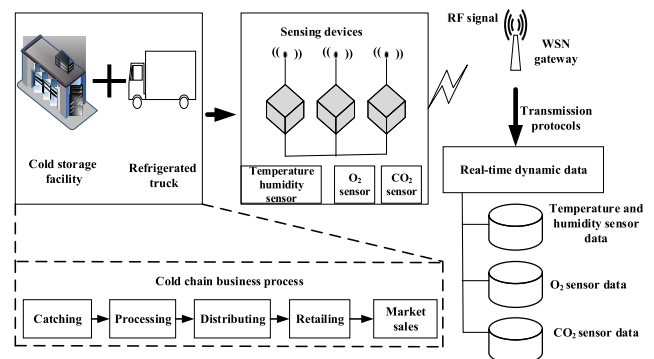 Sensing devices
RF signal
WSN
gateway
Cold storage
facility
Refrigerated
truck
Temperature
humidity
sensor
O₂
sensor
CO₂
sensor
Transmission
protocols
Real-time dynamic data
Temperature and
humidity sensor
data
O₂ sensor data
CO₂ sensor data
Cold chain business process
Catching
Processing
Distributing
Retailing
Market
sales